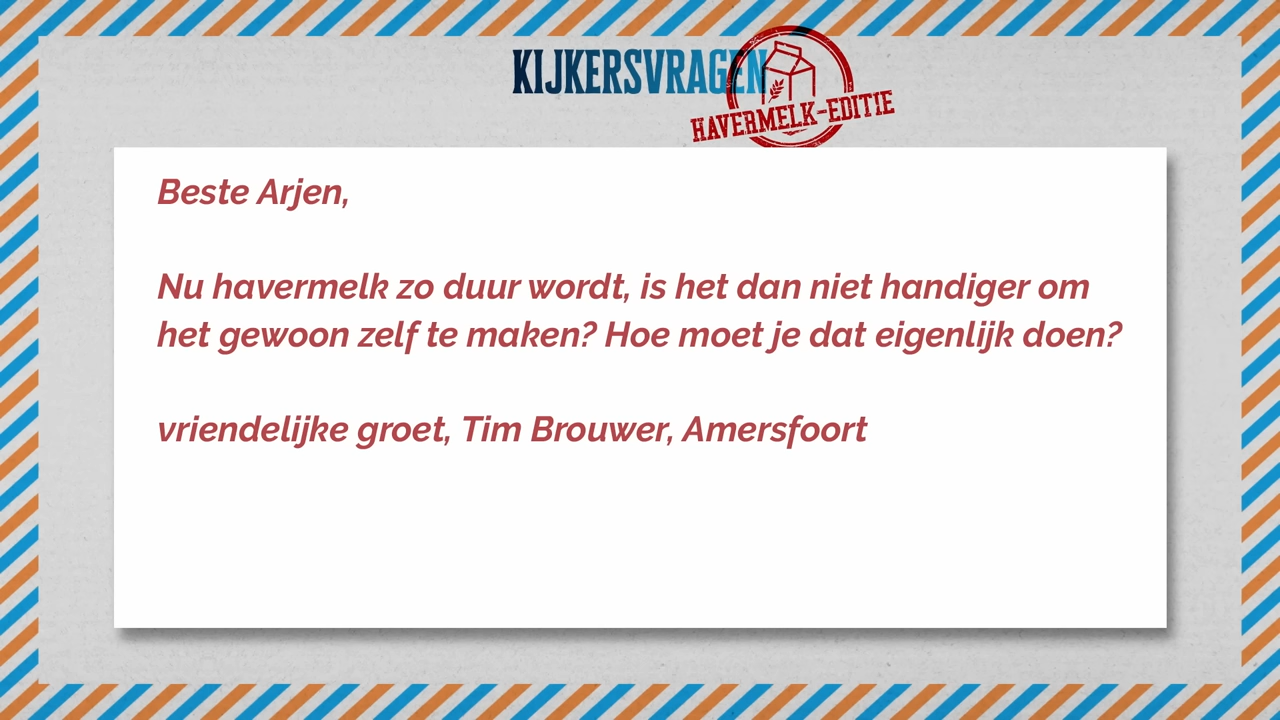 KIJKERSVRAGEN
HAVERMELK-EDITIE
Beste Arjen,
Nu havermelk zo duur wordt, is het dan niet handiger om
het gewoon zelf te maken? Hoe moet je dat eigenlijk doen?
vriendelijke groet, Tim Brouwer, Amersfoort